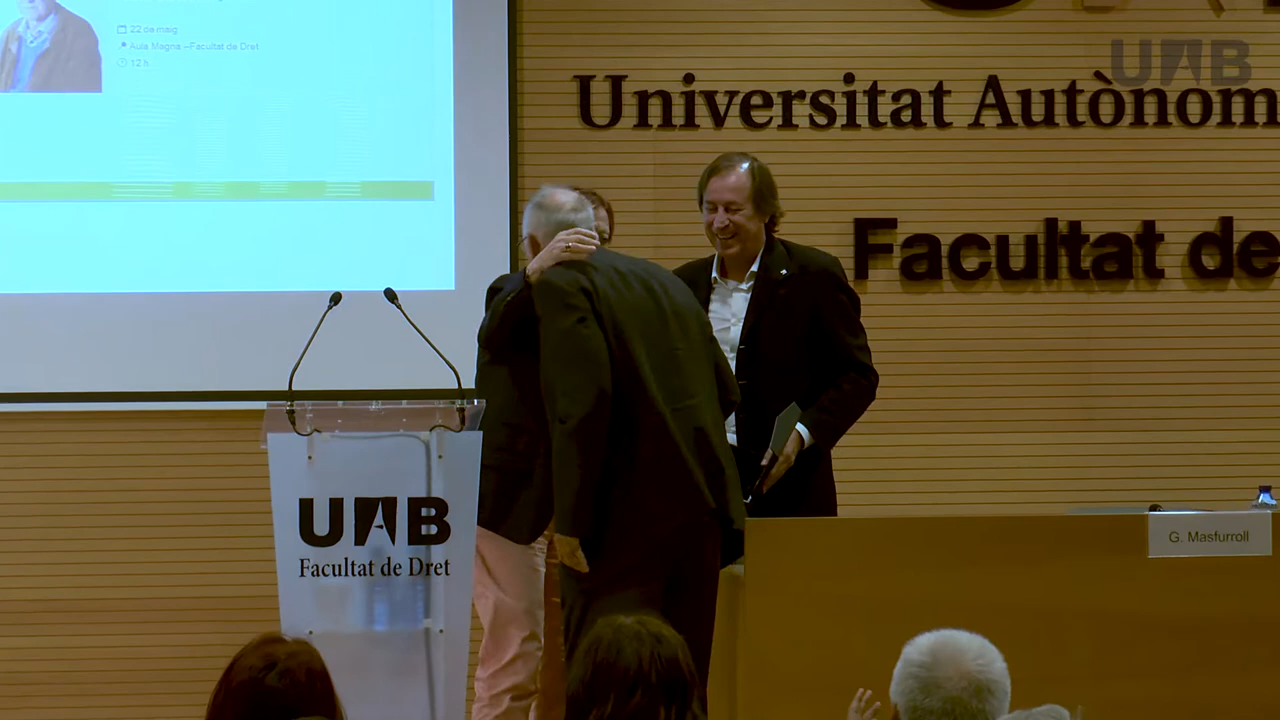 22 de maig
Aula Magna –Facultat de Dret
12 h
UAB
Universitat Autònom
Facultat de
UAB
Facultat de Dret
G. Masfurroll